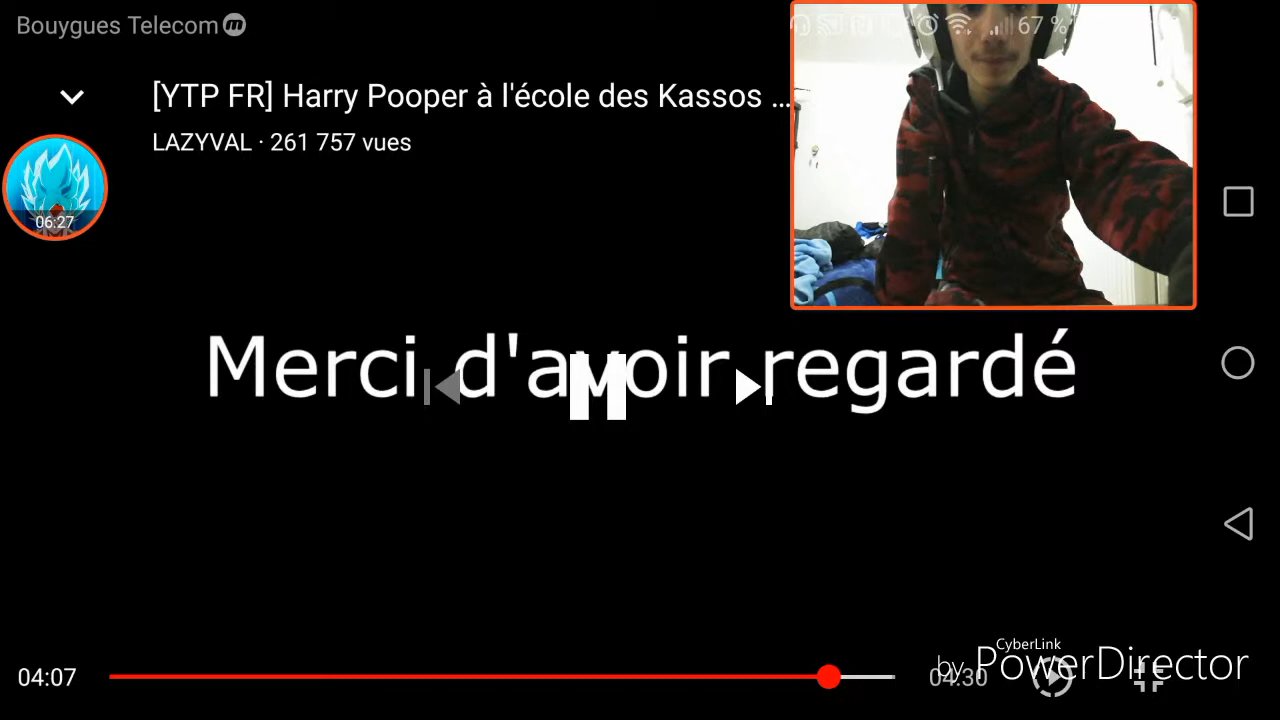 Bouygues Telecom
67 %
[YTP FR] Harry Pooper à l'école des Kassos ...
LAZYVAL · 261 757 vues
06:27
Merci d'avoir regardé
04:07
04:30
CyberLink
by PowerDirector